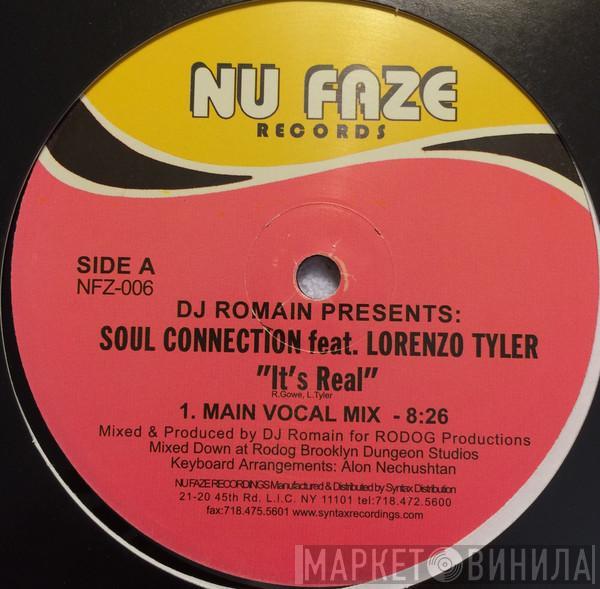 NU FAZE
RECORDS
SIDE A
NFZ-006
DJ ROMAIN PRESENTS:
SOUL CONNECTION feat. LORENZO TYLER
"It's Real"
R.Gowe, L.Tyler
1. MAIN VOCAL MIX - 8:26
Mixed & Produced by DJ Romain for RODOG Productions
Mixed Down at Rodog Brooklyn Dungeon Studios
Keyboard Arrangements: Alon Nechushtan
NU FAZE RECORDINGS Manufactured & Distributed by Syntax Distribution
21-20 45th Rd. L.I.C. NY 11101 tel:718.472.5600
fax:718.475.5601 www.syntaxrecordings.com
МАРКЕТ ВИНИЛА